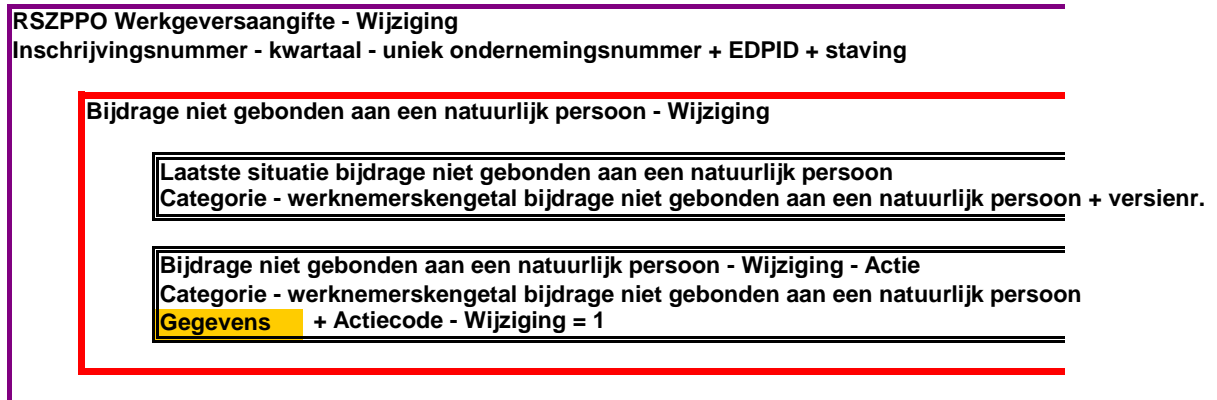 RSZPPO Werkgeversaangifte - Wijziging
Inschrijvingsnummer - kwartaal - uniek ondernemingsnummer + EDPID + staving
Bijdrage niet gebonden aan een natuurlijk persoon - Wijziging
Laatste situatie bijdrage niet gebonden aan een natuurlijk persoon
Categorie - werknemerskengetal bijdrage niet gebonden aan een natuurlijk persoon + versienr.
Bijdrage niet gebonden aan een natuurlijk persoon - Wijziging - Actie
Categorie - werknemerskengetal bijdrage niet gebonden aan een natuurlijk persoon
Gegevens + Actiecode - Wijziging = 1